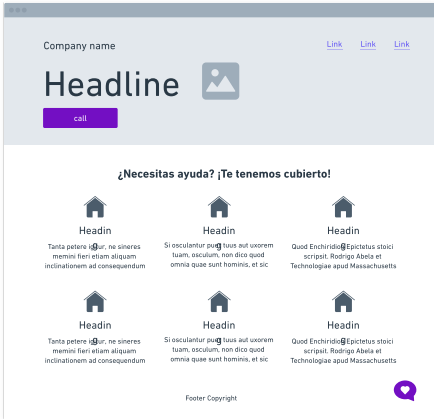 Company name
Link Link Link
Headline
call
¿Necesitas ayuda? ¡Te tenemos cubierto!
Headin
g
Tanta petere igitur, ne sineres
memini fieri etiam aliquam
inclinationem ad consequendum
Headin
g
Si osculantur puer tuus aut uxorem
tuam, osculum, non dico quod
omnia quae sunt hominis, et sic
Headin
g
Quod Enchiridion Epictetus stoici
scripsit. Rodrigo Abela et
Technologiae apud Massachusetts
Headin
g
Tanta petere igitur, ne sineres
memini fieri etiam aliquam
inclinationem ad consequendum
Headin
g
Si osculantur puer tuus aut uxorem
tuam, osculum, non dico quod
omnia quae sunt hominis, et sic
Headin
g
Quod Enchiridion Epictetus stoici
scripsit. Rodrigo Abela et
Technologiae apud Massachusetts
Footer Copyright